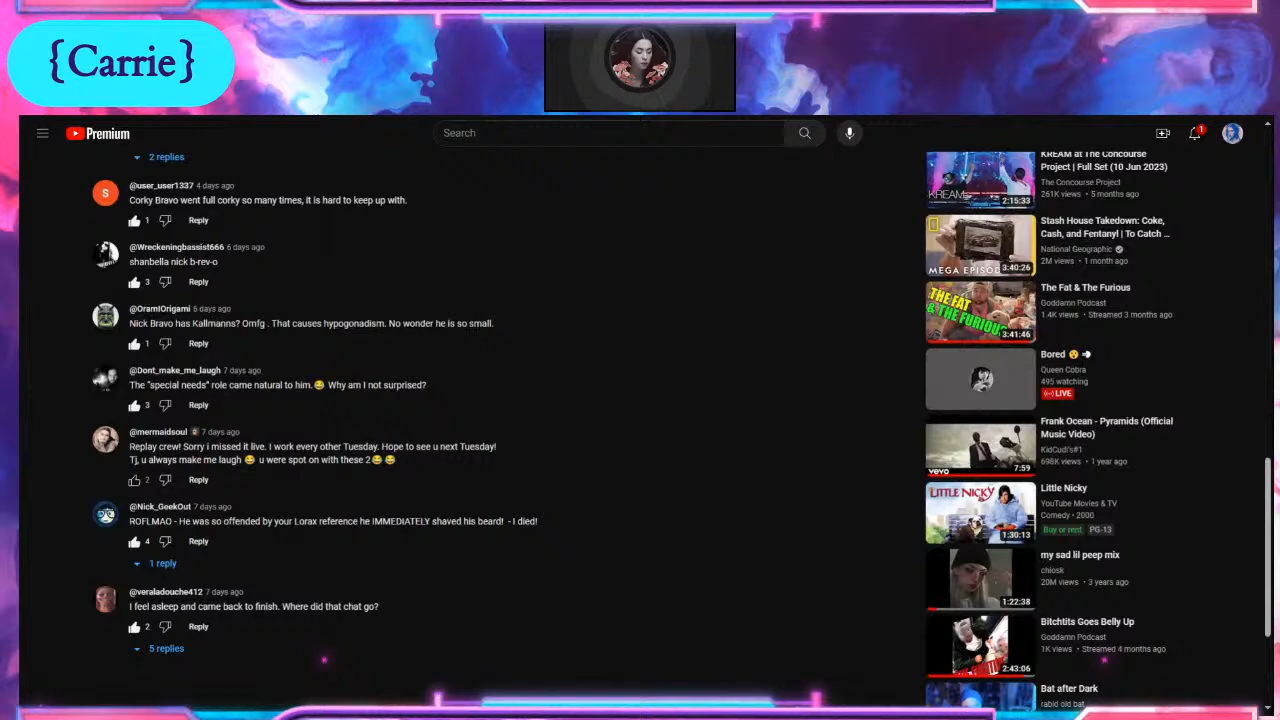 {Carrie}
Premium
Search
1
2 replies
@user_user1337 4 days ago
Corky Bravo went full corky so many times, it is hard to keep up with.
1 Reply
@Wreckeningbassist666 6 days ago
shanbella nick b-rev-o
3 Reply
@OramIOrigami 6 days ago
Nick Bravo has Kallmanns? Omfg . That causes hypogonadism. No wonder he is so small.
1 Reply
@Dont_make_me_laugh 7 days ago
The "special needs" role came natural to him.😂 Why am I not surprised?
3 Reply
@mermaidsoul 7 days ago
Replay crew! Sorry i missed it live. I work every other Tuesday. Hope to see u next Tuesday!
Tj, u always make me laugh 😂 u were spot on with these 2😂😂
2 Reply
@Nick_GeekOut 7 days ago
ROFLMAO - He was so offended by your Lorax reference he IMMEDIATELY shaved his beard! - I died!
4 Reply
1 reply
@veraladouche412 7 days ago
I feel asleep and came back to finish. Where did that chat go?
2 Reply
5 replies
KREAM
2:15:33
KREAM at The Concourse
Project | Full Set (10 Jun 2023)
The Concourse Project
261K views • 5 months ago
MEGA EPISOD
3:40:26
Stash House Takedown: Coke,
Cash, and Fentanyl | To Catch ...
National Geographic
2M views • 1 month ago
THE FAT
& THE FURIOUS
3:41:46
The Fat & The Furious
Goddamn Podcast
1.4K views • Streamed 3 months ago
Bored 😯 💨
Queen Cobra
495 watching
LIVE
vevo
7:59
Frank Ocean - Pyramids (Official
Music Video)
KidCudi's#1
698K views • 1 year ago
LITTLE NICKY
1:30:13
Little Nicky
YouTube Movies & TV
Comedy • 2000
Buy or rent PG-13
1:22:38
my sad lil peep mix
chiosk
20M views • 3 years ago
2:43:06
Bitchtits Goes Belly Up
Goddamn Podcast
1K views • Streamed 4 months ago
Bat after Dark
rabid old bat